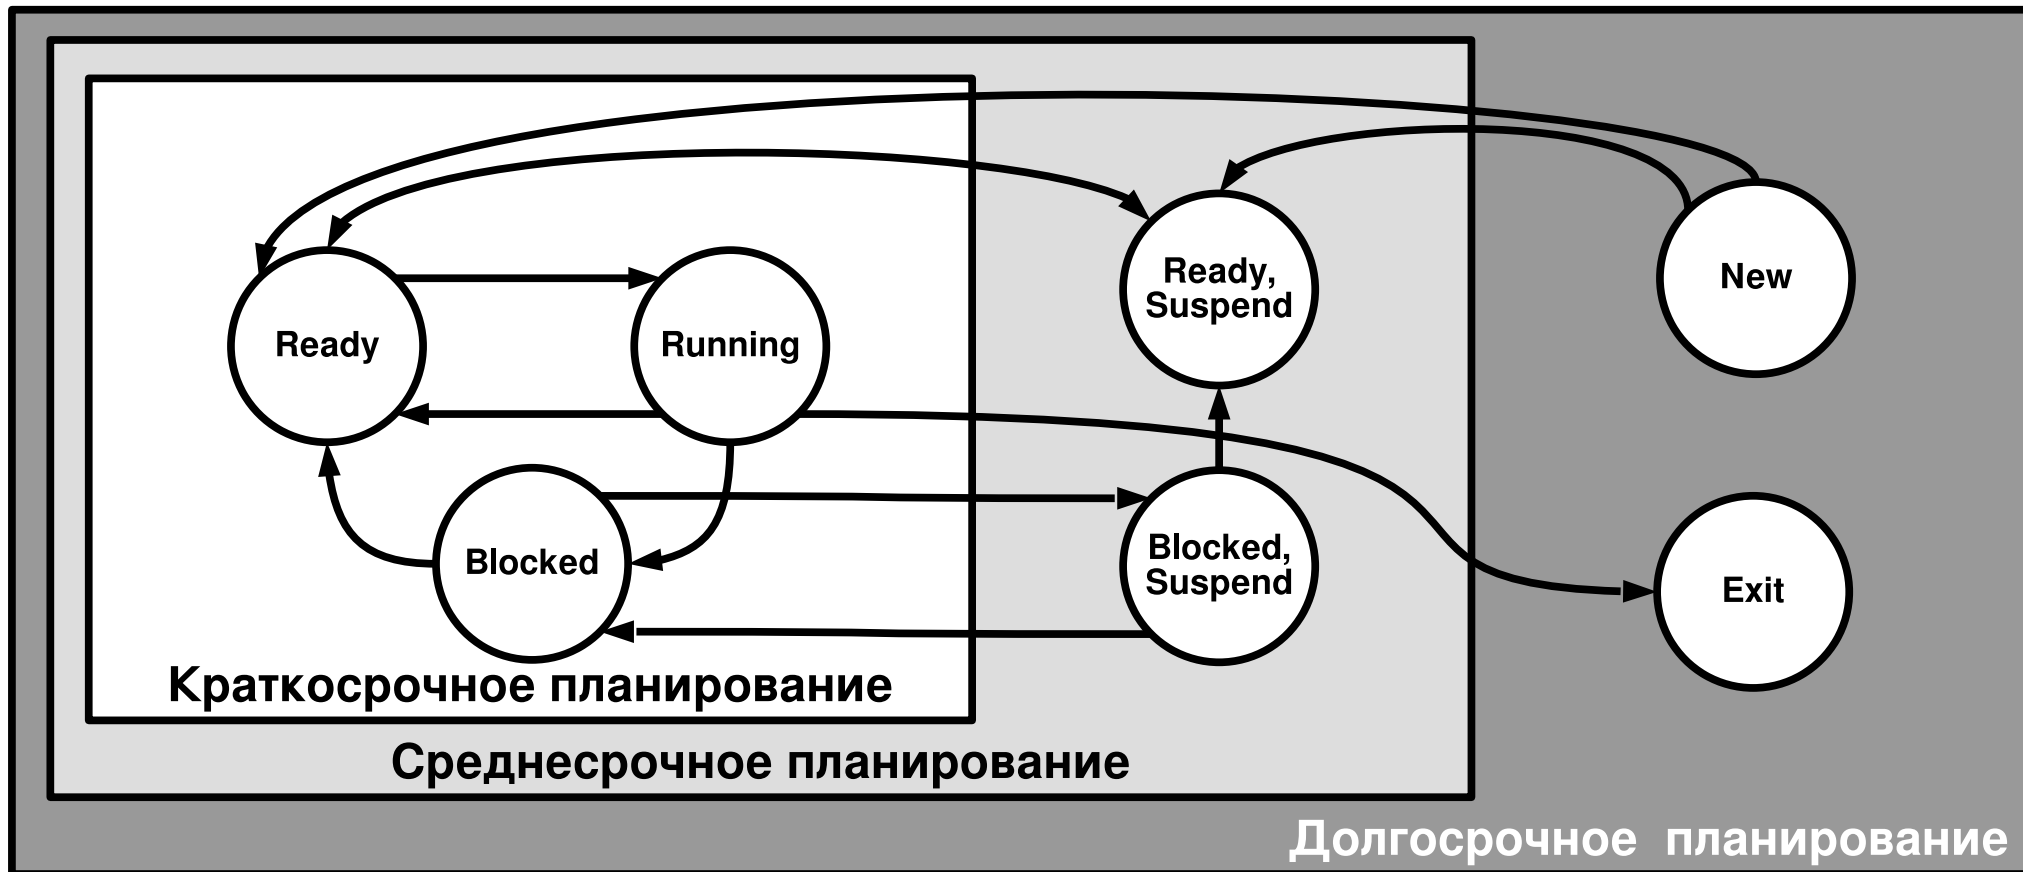 Ready
Running
Blocked
Ready,
Suspend
Blocked,
Suspend
New
Exit
Краткосрочное планирование
Среднесрочное планирование
Долгосрочное планирование